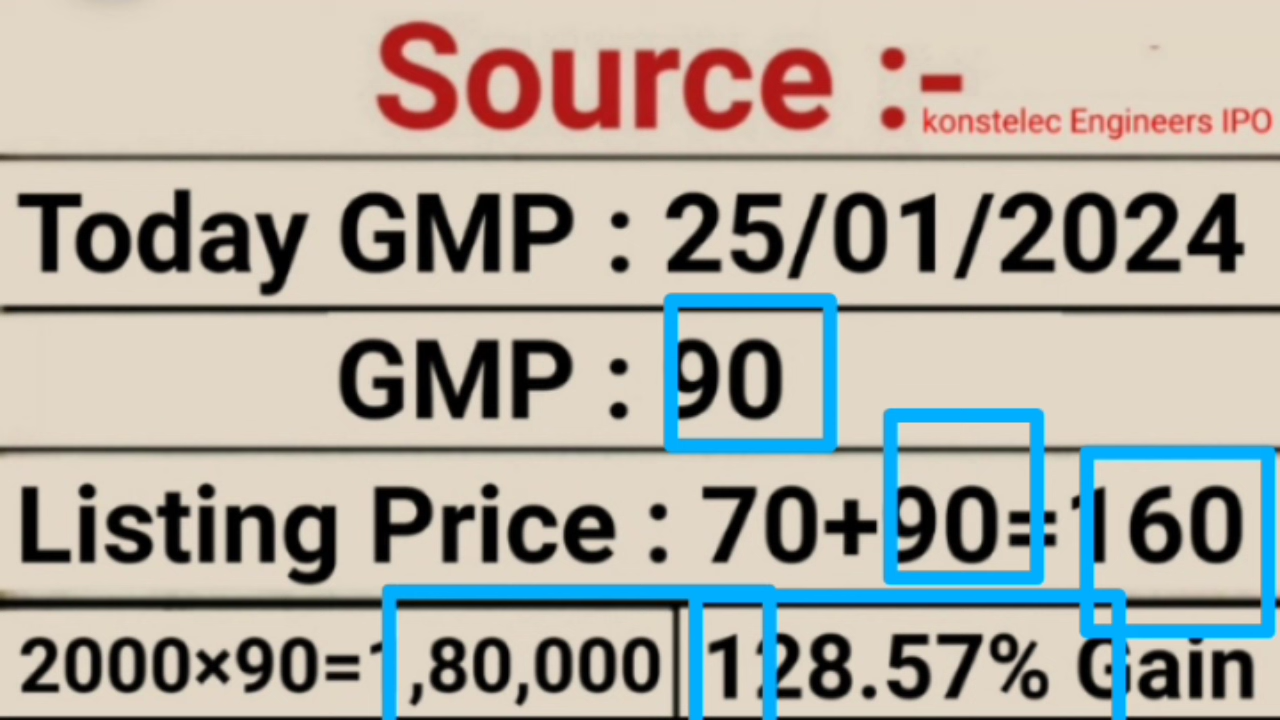 Source :-
konstelec Engineers IPO
Today GMP : 25/01/2024
GMP : 90
Listing Price : 70+90=160
2000×90=1,80,000
128.57% Gain